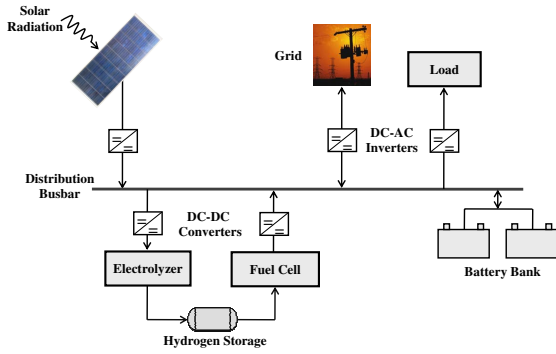 Solar
Radiation
Grid
Load
DC-AC
Inverters
Distribution
Busbar
DC-DC
Converters
Electrolyzer
Fuel Cell
Battery Bank
Hydrogen Storage